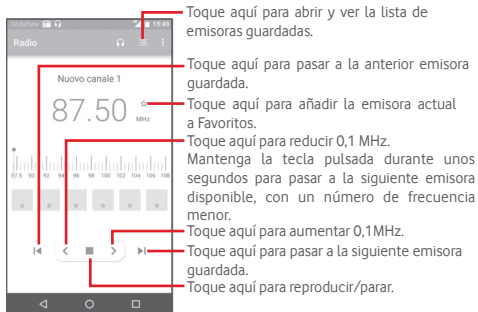 Vodafone 15:49
Radio
Nuovo canale 1
87.50
MHz
87.5 90 92 94 96 98 100 102 104 106 108
Toque aquí para abrir y ver la lista de
emisoras guardadas.
Toque aquí para pasar a la anterior emisora
guardada.
Toque aquí para añadir la emisora actual
a Favoritos.
Toque aquí para reducir 0,1 MHz.
Mantenga la tecla pulsada durante unos
segundos para pasar a la siguiente emisora
disponible, con un número de frecuencia
menor.
Toque aquí para aumentar 0,1MHz.
Toque aquí para pasar a la siguiente emisora
guardada.
Toque aquí para reproducir/parar.